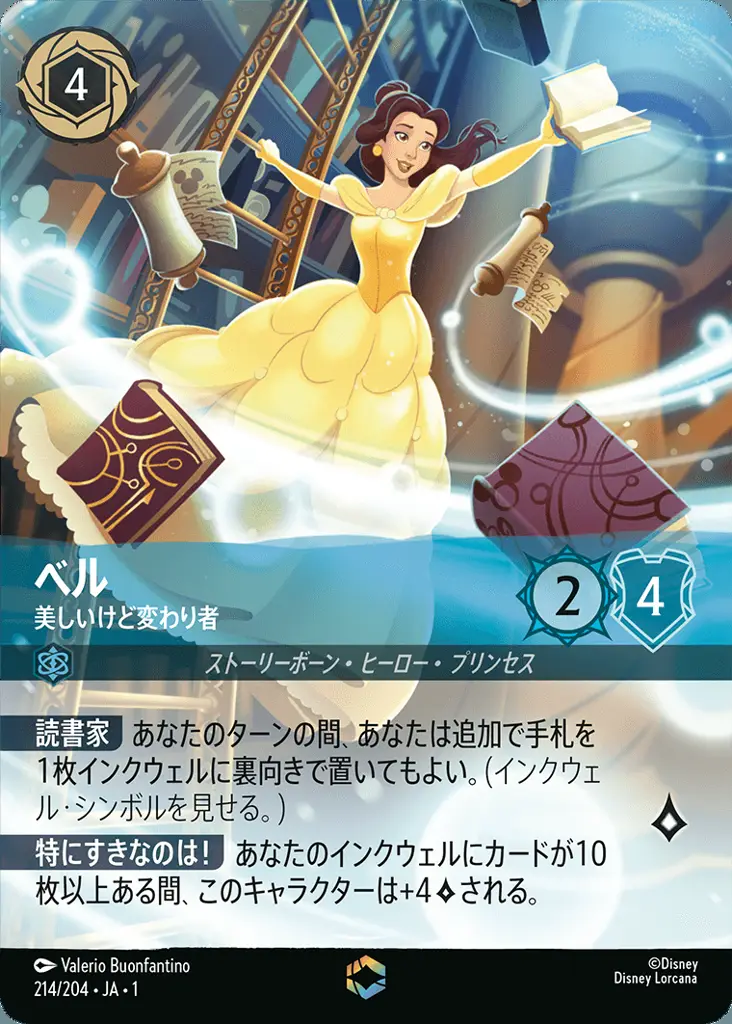 4
ベル
美しいけど変わり者
2
4
ストーリーボーン・ヒーロー・プリンセス
読書家 あなたのターンの間、あなたは追加で手札を
1枚インクウェルに裏向きで置いてもよい。(インクウェ
ル・シンボルを見せる。)
特にすきなのは! あなたのインクウェルにカードが10
枚以上ある間、このキャラクターは+4される。
Valerio Buonfantino
214/204・JA・1
©Disney
Disney Lorcana